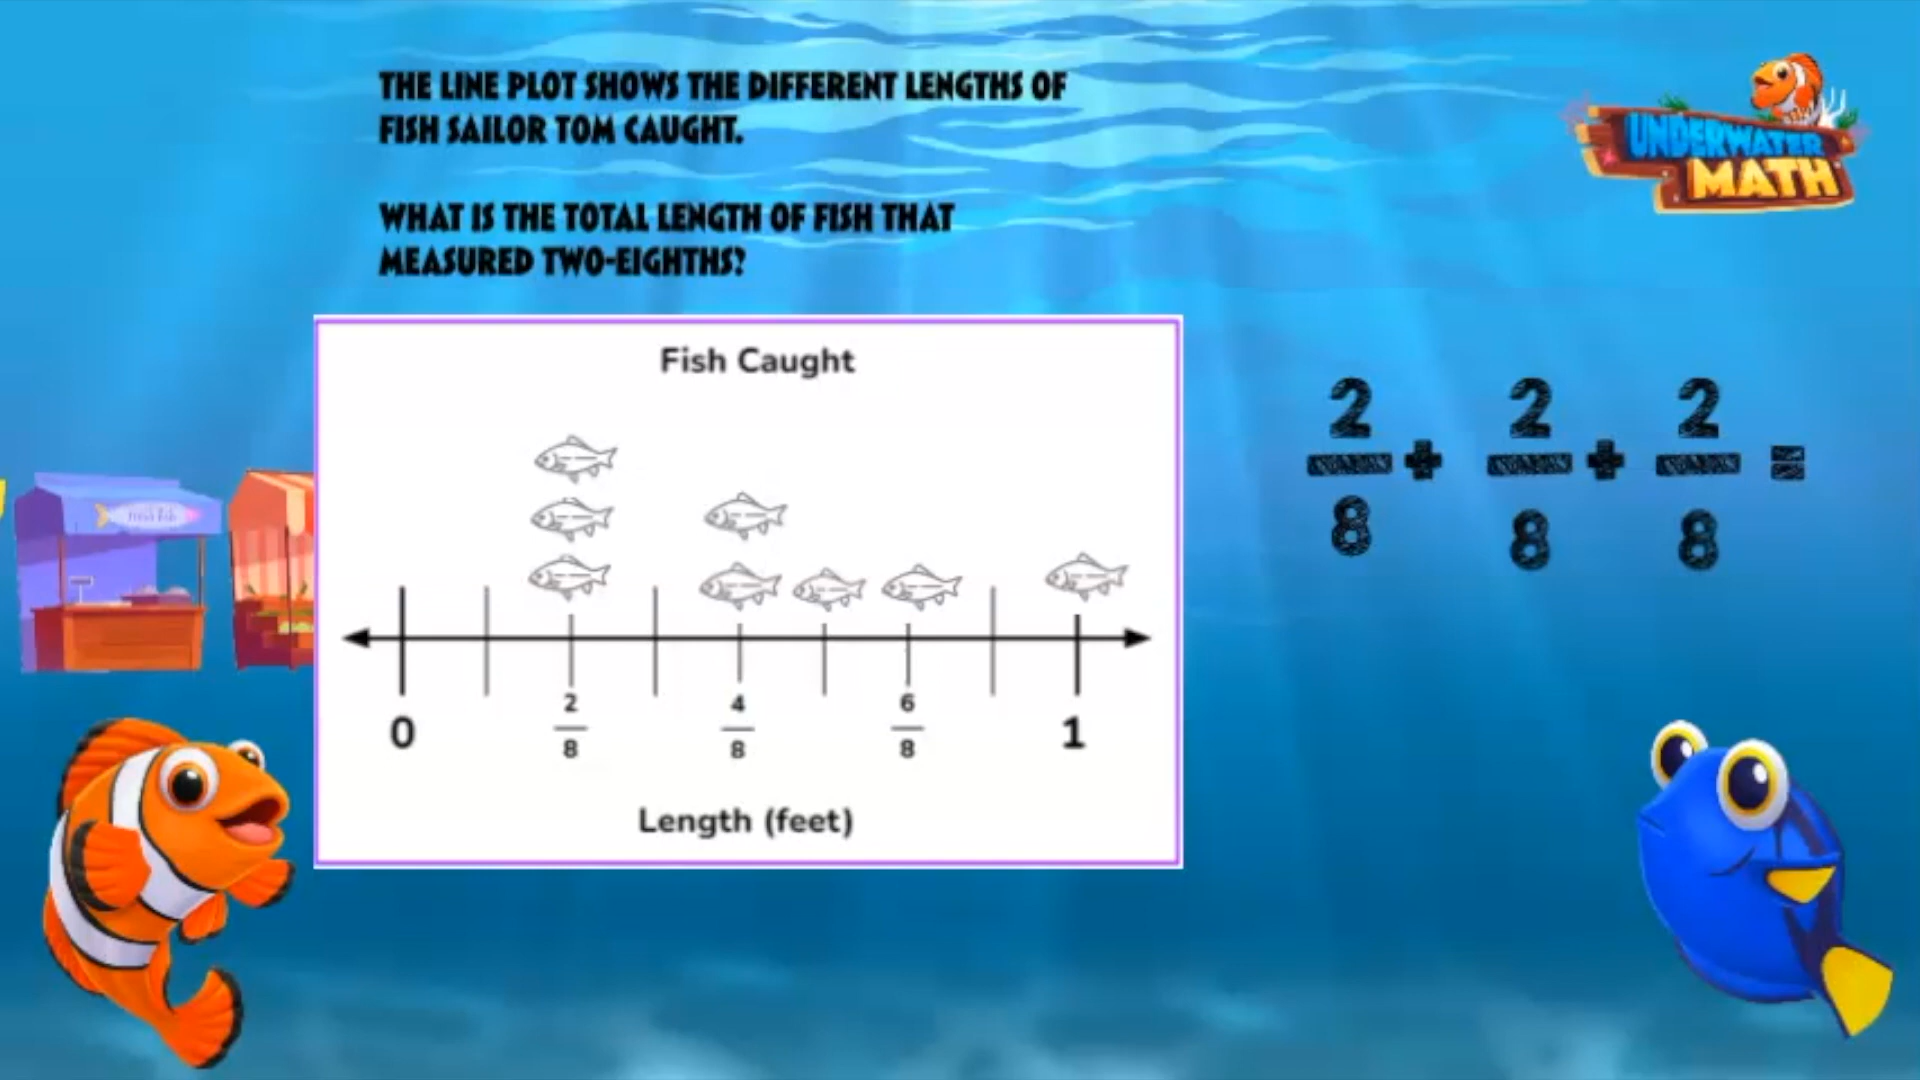 THE LINE PLOT SHOWS THE DIFFERENT LENGTHS OF
FISH SAILOR TOM CAUGHT.
WHAT IS THE TOTAL LENGTH OF FISH THAT
MEASURED TWO-EIGHTHS?
UNDERWATER
MATH
Fish Caught
2 2 2
+ + =
8 8 8
2 4 6
8 8 8
0 1
Length (feet)